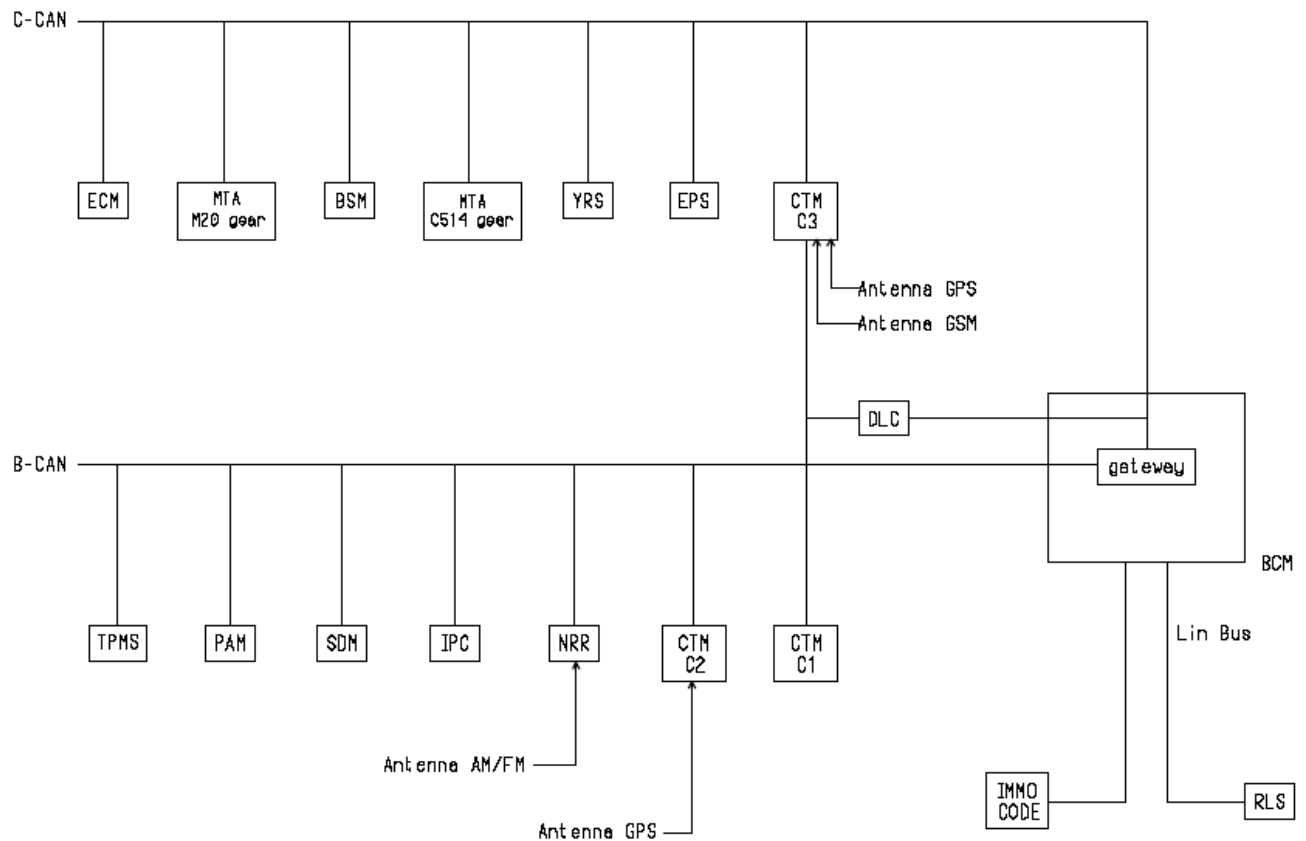 C-CAN
ECM
MTA
M20 gear
BSM
MTA
C514 gear
YRS
EPS
CTM
C3
Antenna GPS
Antenna GSM
DLC
B-CAN
gateway
BCM
TPMS
PAM
SDM
IPC
NRR
CTM
C2
CTM
C1
Lin Bus
Antenna AM/FM
IMMO
CODE
RLS
Antenna GPS